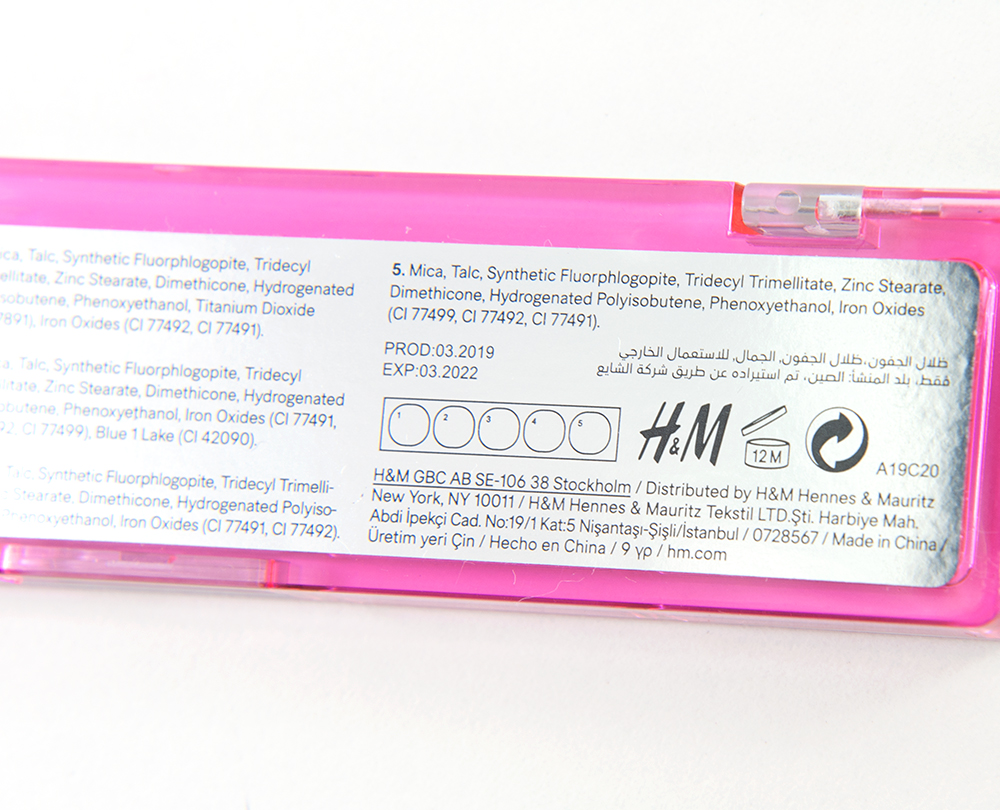 ca, Talc, Synthetic Fluorphlogopite, Tridecyl
ellitate, Zinc Stearate, Dimethicone, Hydrogenated
sobutene, Phenoxyethanol, Titanium Dioxide
7891), Iron Oxides (CI 77492, CI 77491).
a, Talc, Synthetic Fluorphlogopite, Tridecyl
litate, Zinc Stearate, Dimethicone, Hydrogenated
obutene, Phenoxyethanol, Iron Oxides (CI 77491,
92, CI 77499), Blue 1 Lake (CI 42090).
Talc, Synthetic Fluorphlogopite, Tridecyl Trimelli-
Stearate, Dimethicone, Hydrogenated Polyiso-
Phenoxyethanol, Iron Oxides (CI 77491, CI 77492).
5. Mica, Talc, Synthetic Fluorphlogopite, Tridecyl Trimellitate, Zinc Stearate,
Dimethicone, Hydrogenated Polyisobutene, Phenoxyethanol, Iron Oxides
(CI 77499, CI 77492, CI 77491).
PROD:03.2019
EXP:03.2022
ظلال الجفون، ظلال الجفون, الجمال, للاستعمال الخارجي
فقط، بلد المنشأ: الصين، تم استيراده عن طريق شركة الشايع
1 2 3 4 5
H&M
12 M
A19C20
H&M GBC AB SE-106 38 Stockholm / Distributed by H&M Hennes & Mauritz
New York, NY 10011 / H&M Hennes & Mauritz Tekstil LTD.Şti. Harbiye Mah.
Abdi İpekçi Cad. No:19/1 Kat:5 Nişantaşı-Şişli/İstanbul / 0728567 / Made in China /
Üretim yeri Çin / Hecho en China / 9 γρ / hm.com